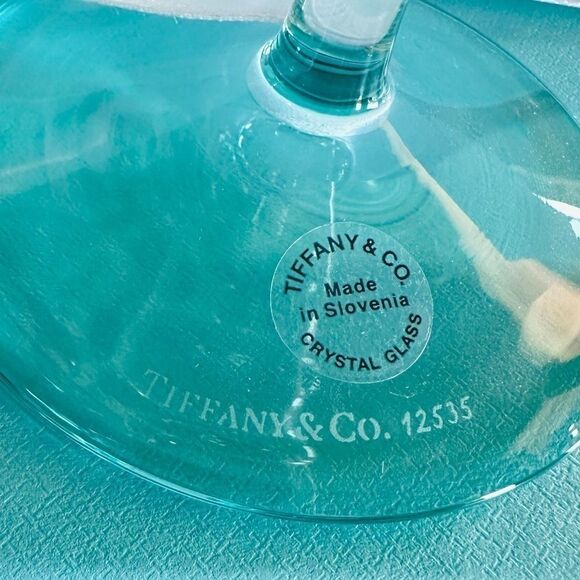 TIFFANY & CO.
Made
in Slovenia
CRYSTAL GLASS
TIFFANY & CO. 12535